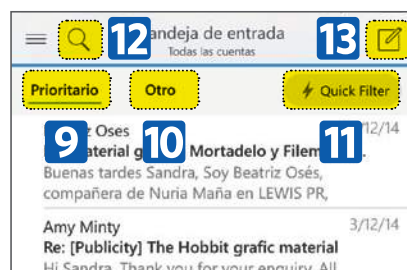 12 andeja de entrada 13
Todas las cuentas
Prioritario Otro Quick Filter
9 10 11
z Oses /12/14
aterial g Mortadelo y Filem
Buenas tardes Sandra, Soy Beatriz Osés,
compañera de Nuria Maña en LEWIS PR,
Amy Minty 3/12/14
Re: [Publicity] The Hobbit grafic material
Hi Sandra, Thank you for your enquiry. All